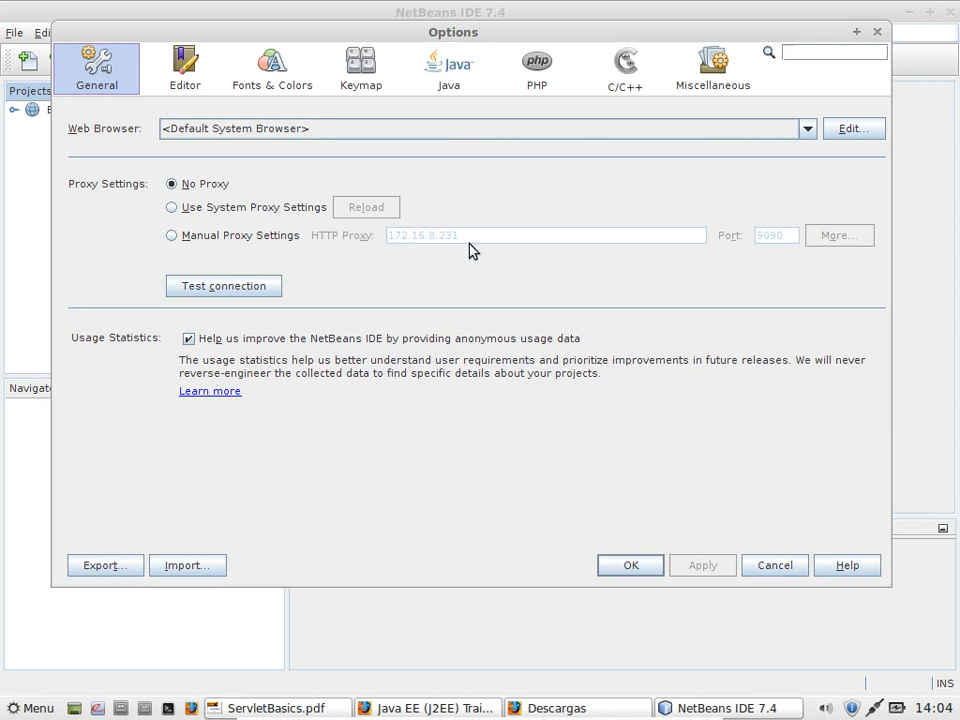 NetBeans IDE 7.4
File Edi
Options
General
Editor
Fonts & Colors
Keymap
Java
Java
php
PHP
C/C++
Miscellaneous
Projects
Web Browser: <Default System Browser> Edit...
Proxy Settings: No Proxy
Use System Proxy Settings Reload
Manual Proxy Settings HTTP Proxy: 172.16.8.231 Port: 9090 More...
Test connection
Usage Statistics: Help us improve the NetBeans IDE by providing anonymous usage data
The usage statistics help us better understand user requirements and prioritize improvements in future releases. We will never
reverse-engineer the collected data to find specific details about your projects.
Learn more
Navigat
Export... Import... OK Apply Cancel Help
INS
Menu ServletBasics.pdf Java EE (J2EE) Trai... Descargas NetBeans IDE 7.4 14:04